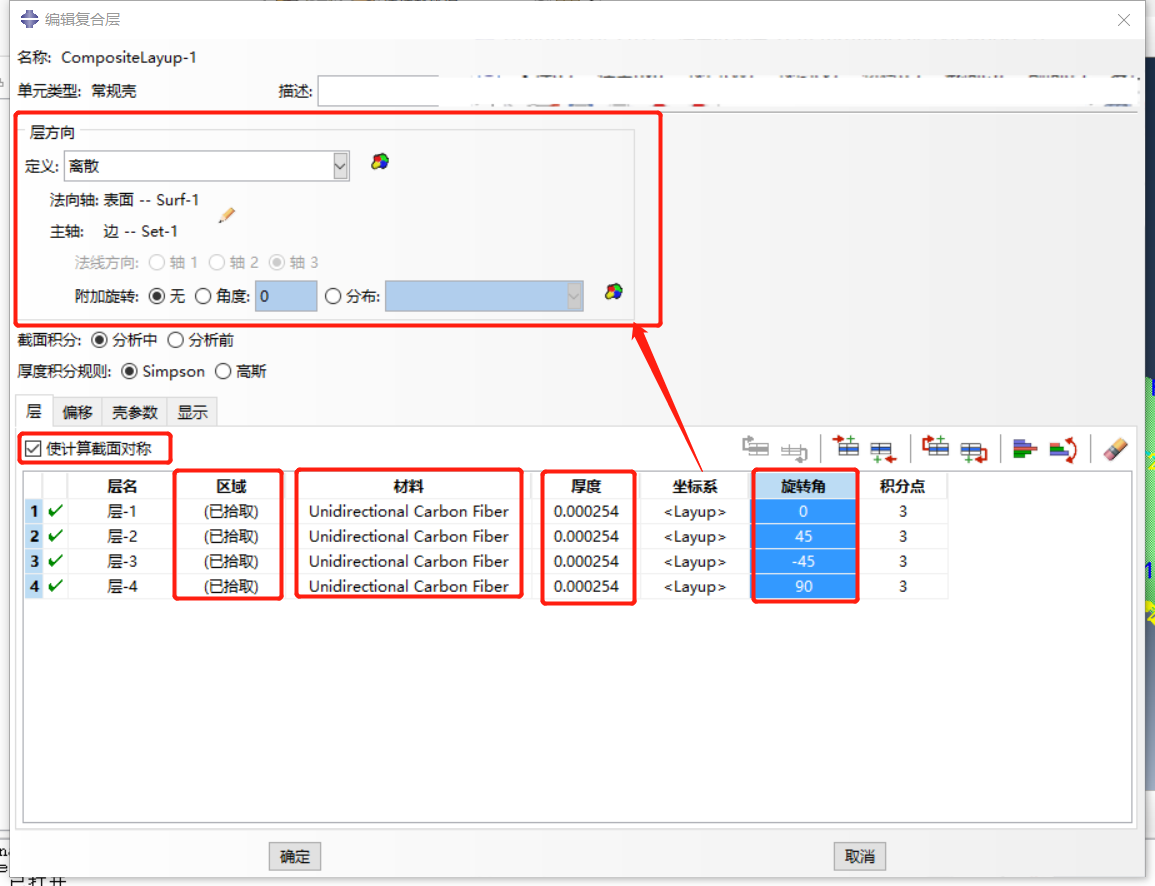 编辑复合层
名称: CompositeLayup-1
单元类型: 常规壳 描述:
层方向
定义: 离散
法向轴: 表面 -- Surf-1
主轴: 边 -- Set-1
法线方向: 轴 1 轴 2 轴 3
附加旋转: 无 角度: 0 分布:
截面积分: 分析中 分析前
厚度积分规则: Simpson 高斯
层 偏移 壳参数 显示
使计算截面对称
层名 区域 材料 厚度 坐标系 旋转角 积分点
1 层-1 (已拾取) Unidirectional Carbon Fiber 0.000254 <Layup> 0 3
2 层-2 (已拾取) Unidirectional Carbon Fiber 0.000254 <Layup> 45 3
3 层-3 (已拾取) Unidirectional Carbon Fiber 0.000254 <Layup> -45 3
4 层-4 (已拾取) Unidirectional Carbon Fiber 0.000254 <Layup> 90 3
确定 取消